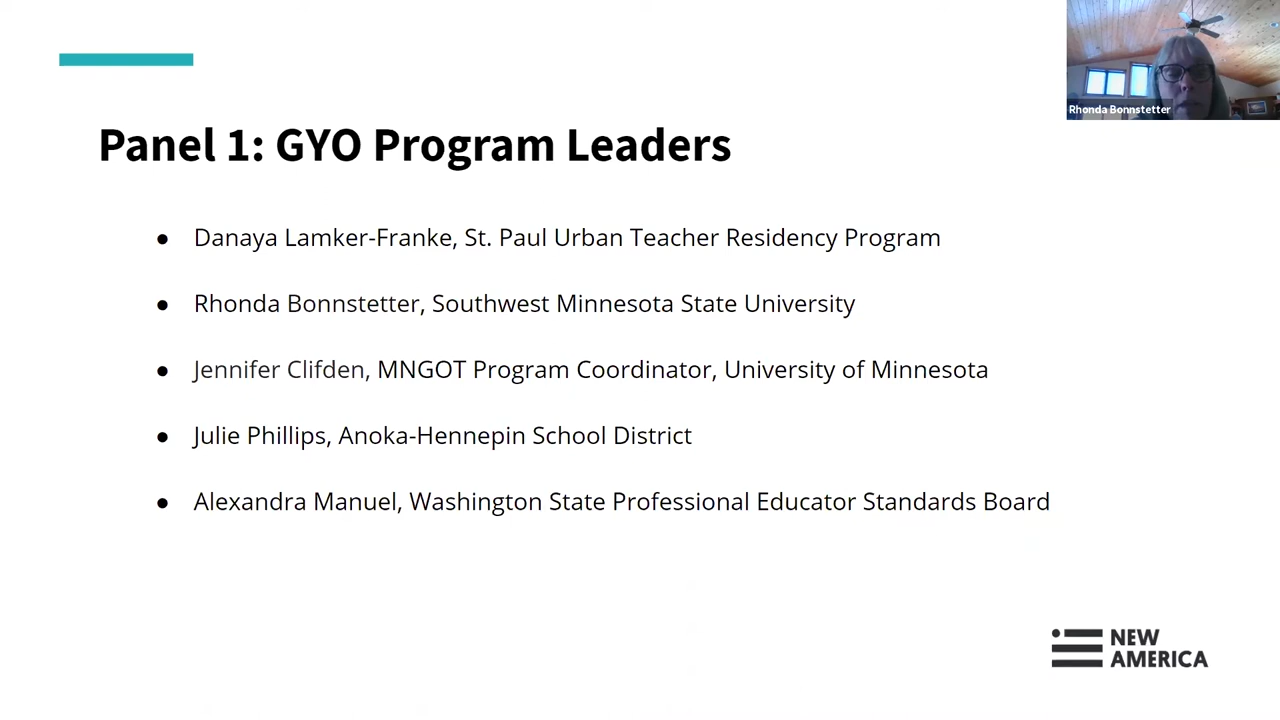 Rhonda Bonnstetter
Panel 1: GYO Program Leaders
● Danaya Lamker-Franke, St. Paul Urban Teacher Residency Program
● Rhonda Bonnstetter, Southwest Minnesota State University
● Jennifer Clifden, MNGOT Program Coordinator, University of Minnesota
● Julie Phillips, Anoka-Hennepin School District
● Alexandra Manuel, Washington State Professional Educator Standards Board
NEW
AMERICA